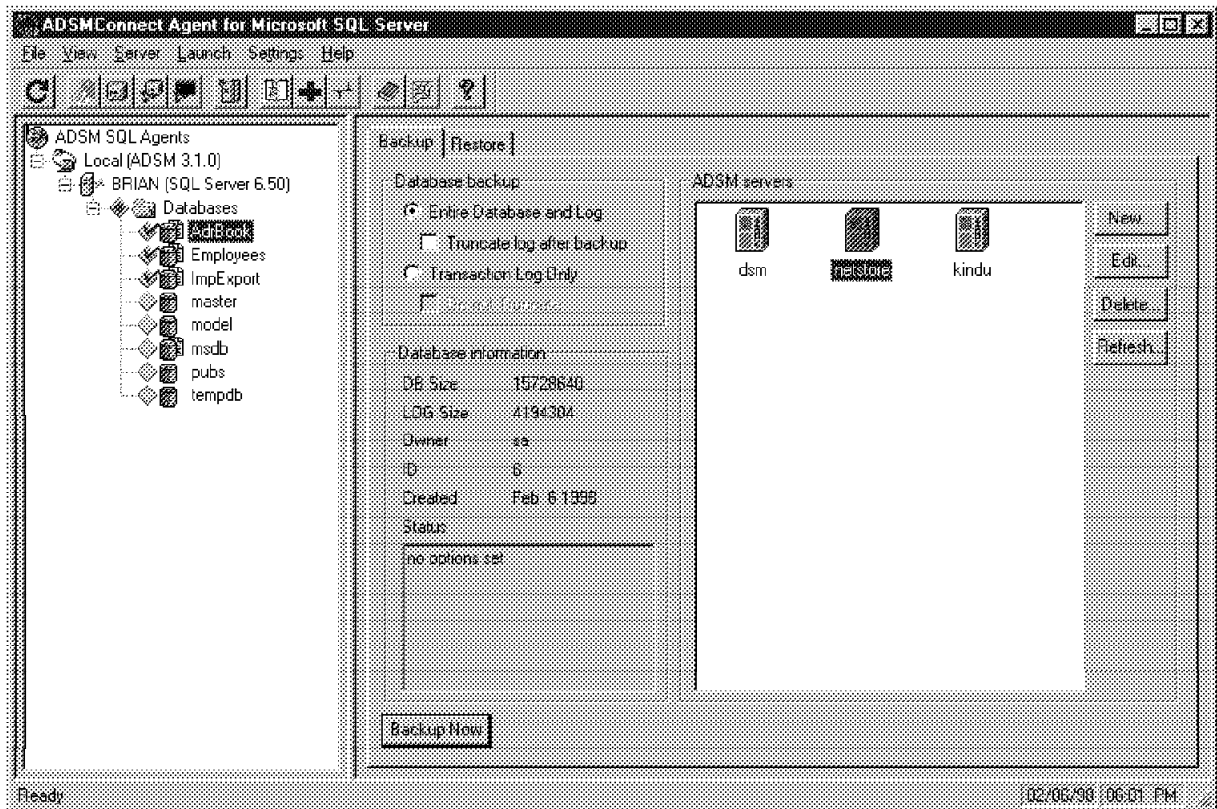 ADSMConnect Agent for Microsoft SQL Server
File View Server Launch Settings Help
ADSM SQL Agents
Local (ADSM 3.1.0)
BRIAN (SQL Server 6.50)
Databases
AdrBook
Employees
ImpExport
master
model
msdb
pubs
tempdb
Backup Restore
Database backup
Entire Database and Log
Truncate log after backup
Transaction Log Only
Database information
DB Size 15728640
LOG Size 4194304
Owner sa
ID 6
Created Feb 6 1998
Status
no options set
Backup Now
ADSM servers
dsm netstore kindu
New...
Edit...
Delete...
Refresh...
Ready 02/06/98 06:01 PM